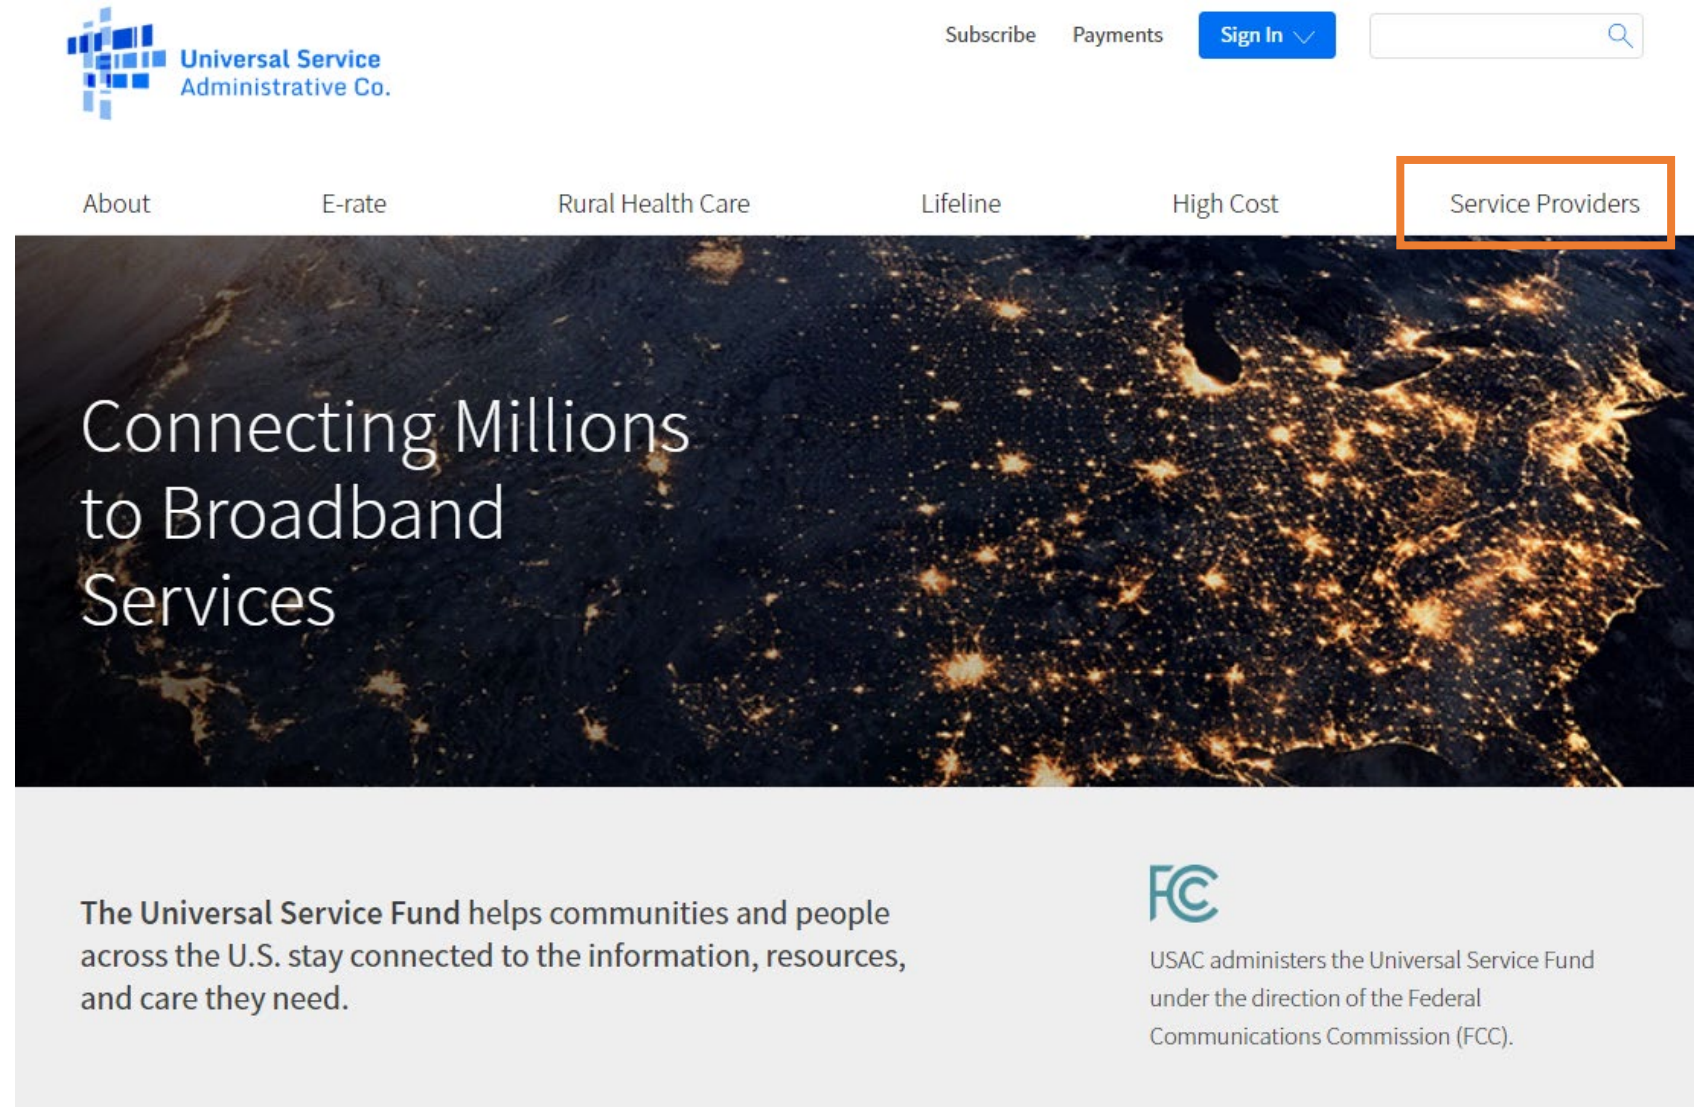 Universal Service
Administrative Co.
Subscribe
Payments
Sign In
About
E-rate
Rural Health Care
Lifeline
High Cost
Service Providers
Connecting Millions
to Broadband
Services
The Universal Service Fund helps communities and people
across the U.S. stay connected to the information, resources,
and care they need.
FCC
USAC administers the Universal Service Fund
under the direction of the Federal
Communications Commission (FCC).